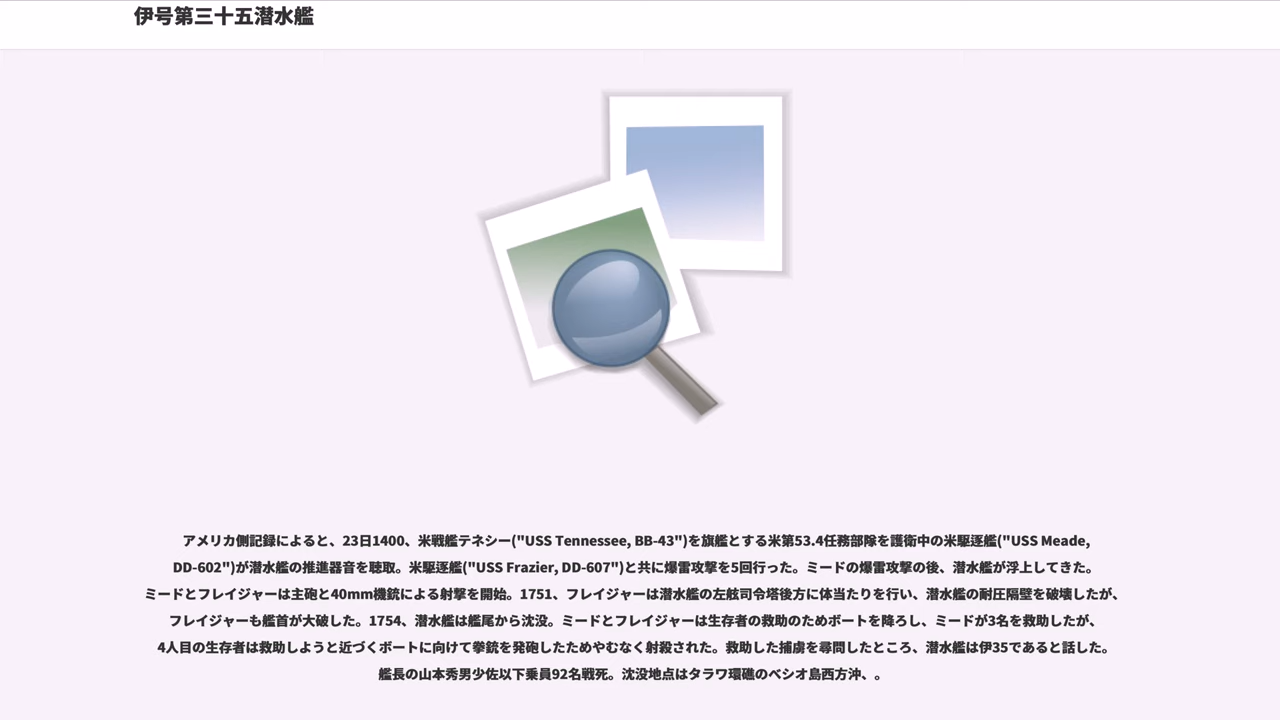 伊号第三十五潜水艦
アメリカ側記録によると、23日1400、米戦艦テネシー("USS Tennessee, BB-43")を旗艦とする米第53.4任務部隊を護衛中の米駆逐艦("USS Meade,
DD-602")が潜水艦の推進器音を聴取。米駆逐艦("USS Frazier, DD-607")と共に爆雷攻撃を5回行った。ミードの爆雷攻撃の後、潜水艦が浮上してきた。
ミードとフレイジャーは主砲と40mm機銃による射撃を開始。1751、フレイジャーは潜水艦の左舷司令塔後方に体当たりを行い、潜水艦の耐圧隔壁を破壊したが、
フレイジャーも艦首が大破した。1754、潜水艦は艦尾から沈没。ミードとフレイジャーは生存者の救助のためボートを降ろし、ミードが3名を救助したが、
4人目の生存者は救助しようと近づくボートに向けて拳銃を発砲したためやむなく射殺された。救助した捕虜を尋問したところ、潜水艦は伊35であると話した。
艦長の山本秀男少佐以下乗員92名戦死。沈没地点はタラワ環礁のベシオ島西方沖、。